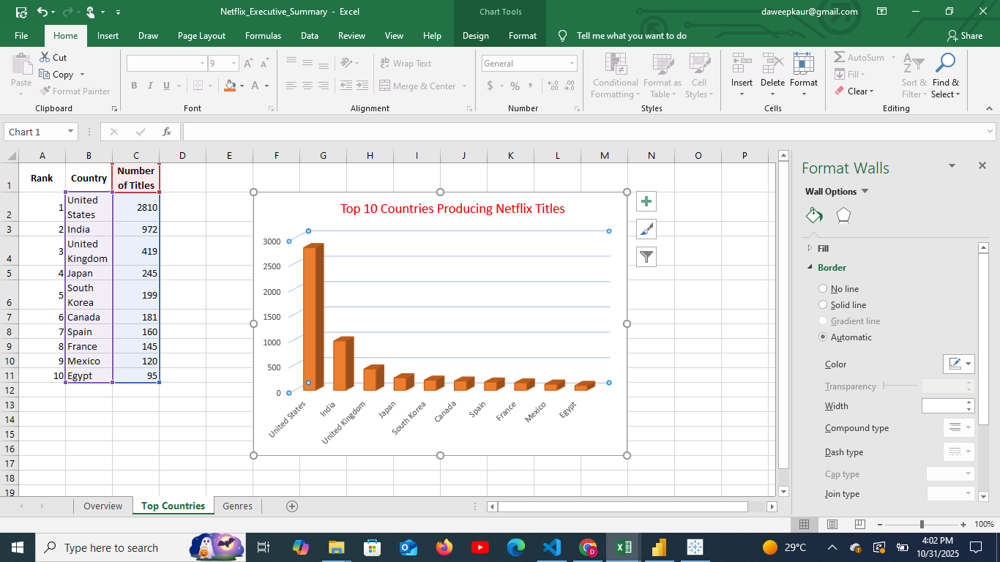 Netflix_Executive_Summary - Excel
Chart Tools
daweepkaur@gmail.com
File Home Insert Draw Page Layout Formulas Data Review View Help Design Format Tell me what you want to do Share
Paste
Cut
Copy
Format Painter
Clipboard
9
A A
B I U A
Font
ab Wrap Text
Merge & Center
Alignment
General
$ % ,
Number
Conditional Formatting
Format as Table
Cell Styles
Styles
Insert Delete Format
Cells
AutoSum
Fill
Clear
Sort & Filter
Find & Select
Editing
Chart 1
fx
A B C D E F G H I J K L M N O P
1 Rank Country Number of Titles
2 1 United States 2810
3 2 India 972
4 3 United Kingdom 419
5 4 Japan 245
6 5 South Korea 199
7 6 Canada 181
8 7 Spain 160
9 8 France 145
10 9 Mexico 120
11 10 Egypt 95
12
13
14
15
16
17
18
19
Top 10 Countries Producing Netflix Titles
3000
2500
2000
1500
1000
500
0
United States India United Kingdom Japan South Korea Canada Spain France Mexico Egypt
Format Walls
Wall Options
Fill
Border
No line
Solid line
Gradient line
Automatic
Color
Transparency
Width
Compound type
Dash type
Cap type
Join type
Overview Top Countries Genres
100%
Type here to search
29°C
4:02 PM
10/31/2025